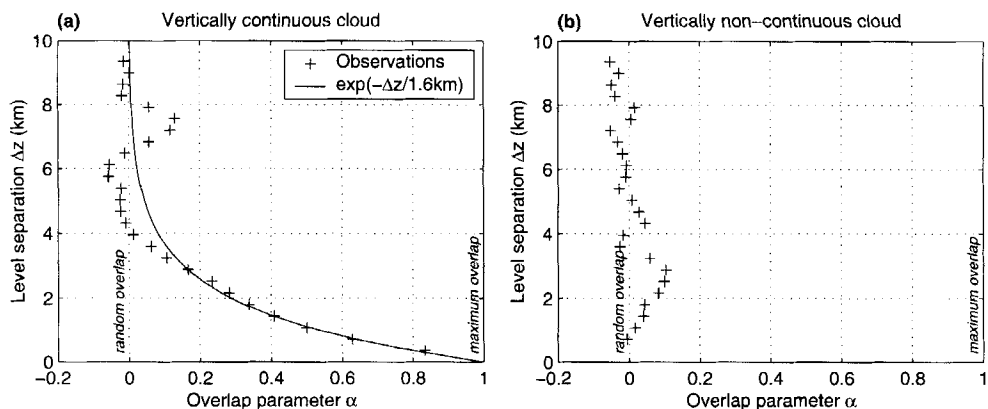 (a) Vertically continuous cloud
10
8
6
4
2
0
Level separation Δz (km)
+ Observations
exp(-Δz/1.6km)
random overlap
maximum overlap
-0.2 0 0.2 0.4 0.6 0.8 1
Overlap parameter α
(b) Vertically non--continuous cloud
10
8
6
4
2
0
Level separation Δz (km)
random overlap
maximum overlap
-0.2 0 0.2 0.4 0.6 0.8 1
Overlap parameter α